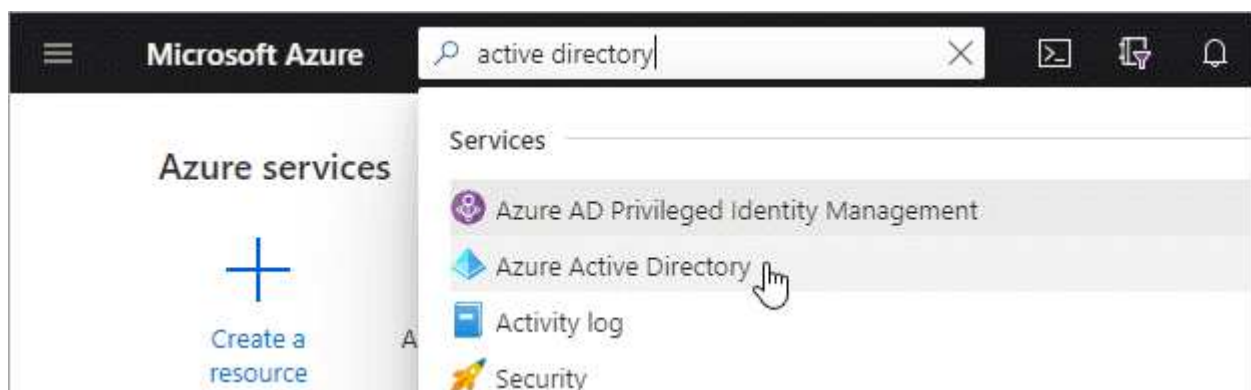 Microsoft Azure
active directory
Services
Azure services
Azure AD Privileged Identity Management
Azure Active Directory
Activity log
Create a
resource
A
Security